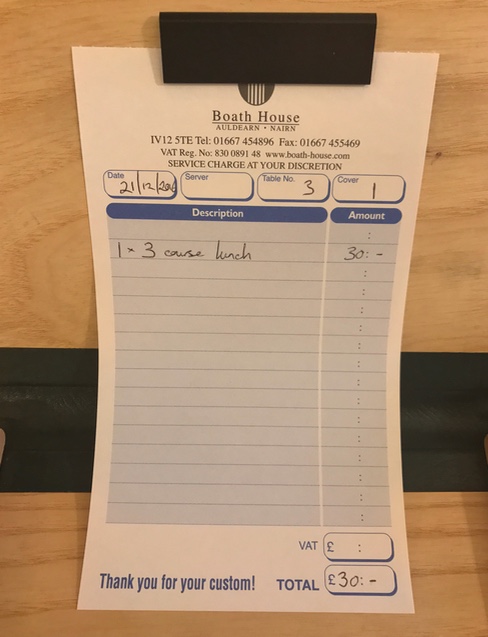 Boath House
AULDEARN • NAIRN
IV12 5TE Tel: 01667 454896 Fax: 01667 455469
VAT Reg. No: 830 0891 48 www.boath-house.com
SERVICE CHARGE AT YOUR DISCRETION
Date 21/12/ Server Table No. 3 Cover 1
Description Amount
1 × 3 course lunch 30:-
VAT £ :
Thank you for your custom! TOTAL £30:-